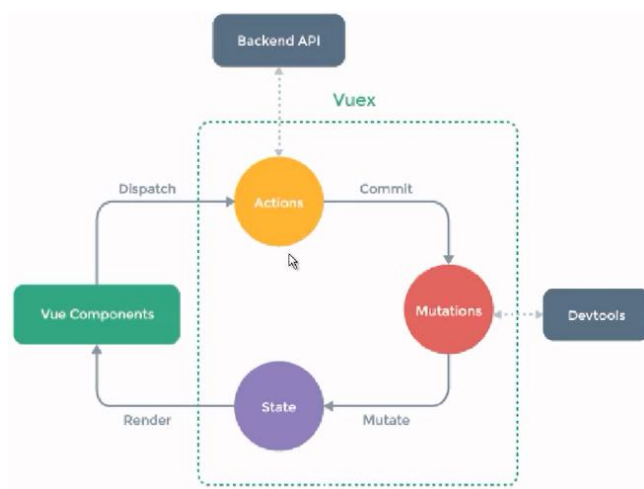 Backend API
Vuex
Dispatch
Actions
Commit
Vue Components
Mutations
Devtools
State
Render
Mutate